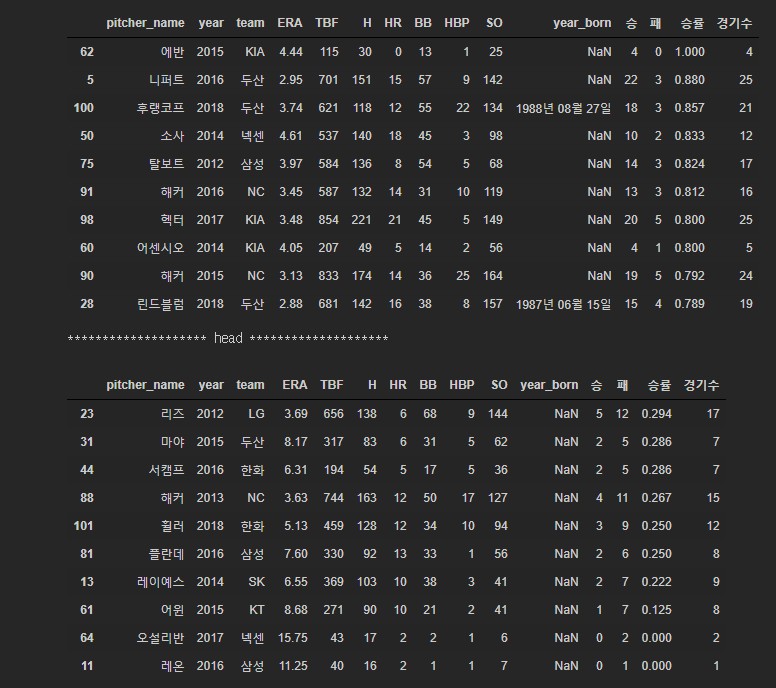 pitcher_name year team ERA TBF H HR BB HBP SO year_born 승 패 승률 경기수
62 에반 2015 KIA 4.44 115 30 0 13 1 25 NaN 4 0 1.000 4
5 니퍼트 2016 두산 2.95 701 151 15 57 9 142 NaN 22 3 0.880 25
100 후랭코프 2018 두산 3.74 621 118 12 55 22 134 1988년 08월 27일 18 3 0.857 21
50 소사 2014 넥센 4.61 537 140 18 45 3 98 NaN 10 2 0.833 12
75 탈보트 2012 삼성 3.97 584 136 8 54 5 68 NaN 14 3 0.824 17
91 해커 2016 NC 3.45 587 132 14 31 10 119 NaN 13 3 0.812 16
98 헥터 2017 KIA 3.48 854 221 21 45 5 149 NaN 20 5 0.800 25
60 어센시오 2014 KIA 4.05 207 49 5 14 2 56 NaN 4 1 0.800 5
90 해커 2015 NC 3.13 833 174 14 36 25 164 NaN 19 5 0.792 24
28 린드블럼 2018 두산 2.88 681 142 16 38 8 157 1987년 06월 15일 15 4 0.789 19
******************** head ********************
pitcher_name year team ERA TBF H HR BB HBP SO year_born 승 패 승률 경기수
23 리즈 2012 LG 3.69 656 138 6 68 9 144 NaN 5 12 0.294 17
31 마야 2015 두산 8.17 317 83 6 31 5 62 NaN 2 5 0.286 7
44 서캠프 2016 한화 6.31 194 54 5 17 5 36 NaN 2 5 0.286 7
88 해커 2013 NC 3.63 744 163 12 50 17 127 NaN 4 11 0.267 15
101 휠러 2018 한화 5.13 459 128 12 34 10 94 NaN 3 9 0.250 12
81 플란데 2016 삼성 7.60 330 92 13 33 1 56 NaN 2 6 0.250 8
13 레이예스 2014 SK 6.55 369 103 10 38 3 41 NaN 2 7 0.222 9
61 어윈 2015 KT 8.68 271 90 10 21 2 41 NaN 1 7 0.125 8
64 오설리반 2017 넥센 15.75 43 17 2 2 1 6 NaN 0 2 0.000 2
11 레온 2016 삼성 11.25 40 16 2 1 1 7 NaN 0 1 0.000 1